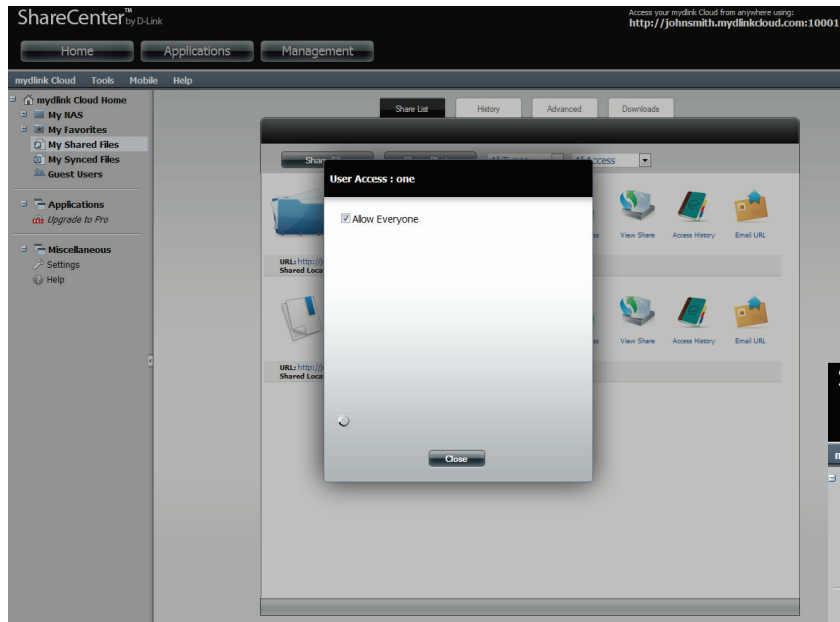 ShareCenter™ by D-Link
Access your mydlink Cloud from anywhere using:
http://johnsmith.mydlinkcloud.com:10001
Home Applications Management
mydlink Cloud Tools Mobile Help
mydlink Cloud Home
My NAS
My Favorites
My Shared Files
My Synced Files
Guest Users
Applications
Upgrade to Pro
Miscellaneous
Settings
Help
Share List History Advanced Downloads
User Access : one
Allow Everyone
View Share Access History Email URL
URL: http://j
Shared Loca
View Share Access History Email URL
URL: http://j
Shared Loca
Close